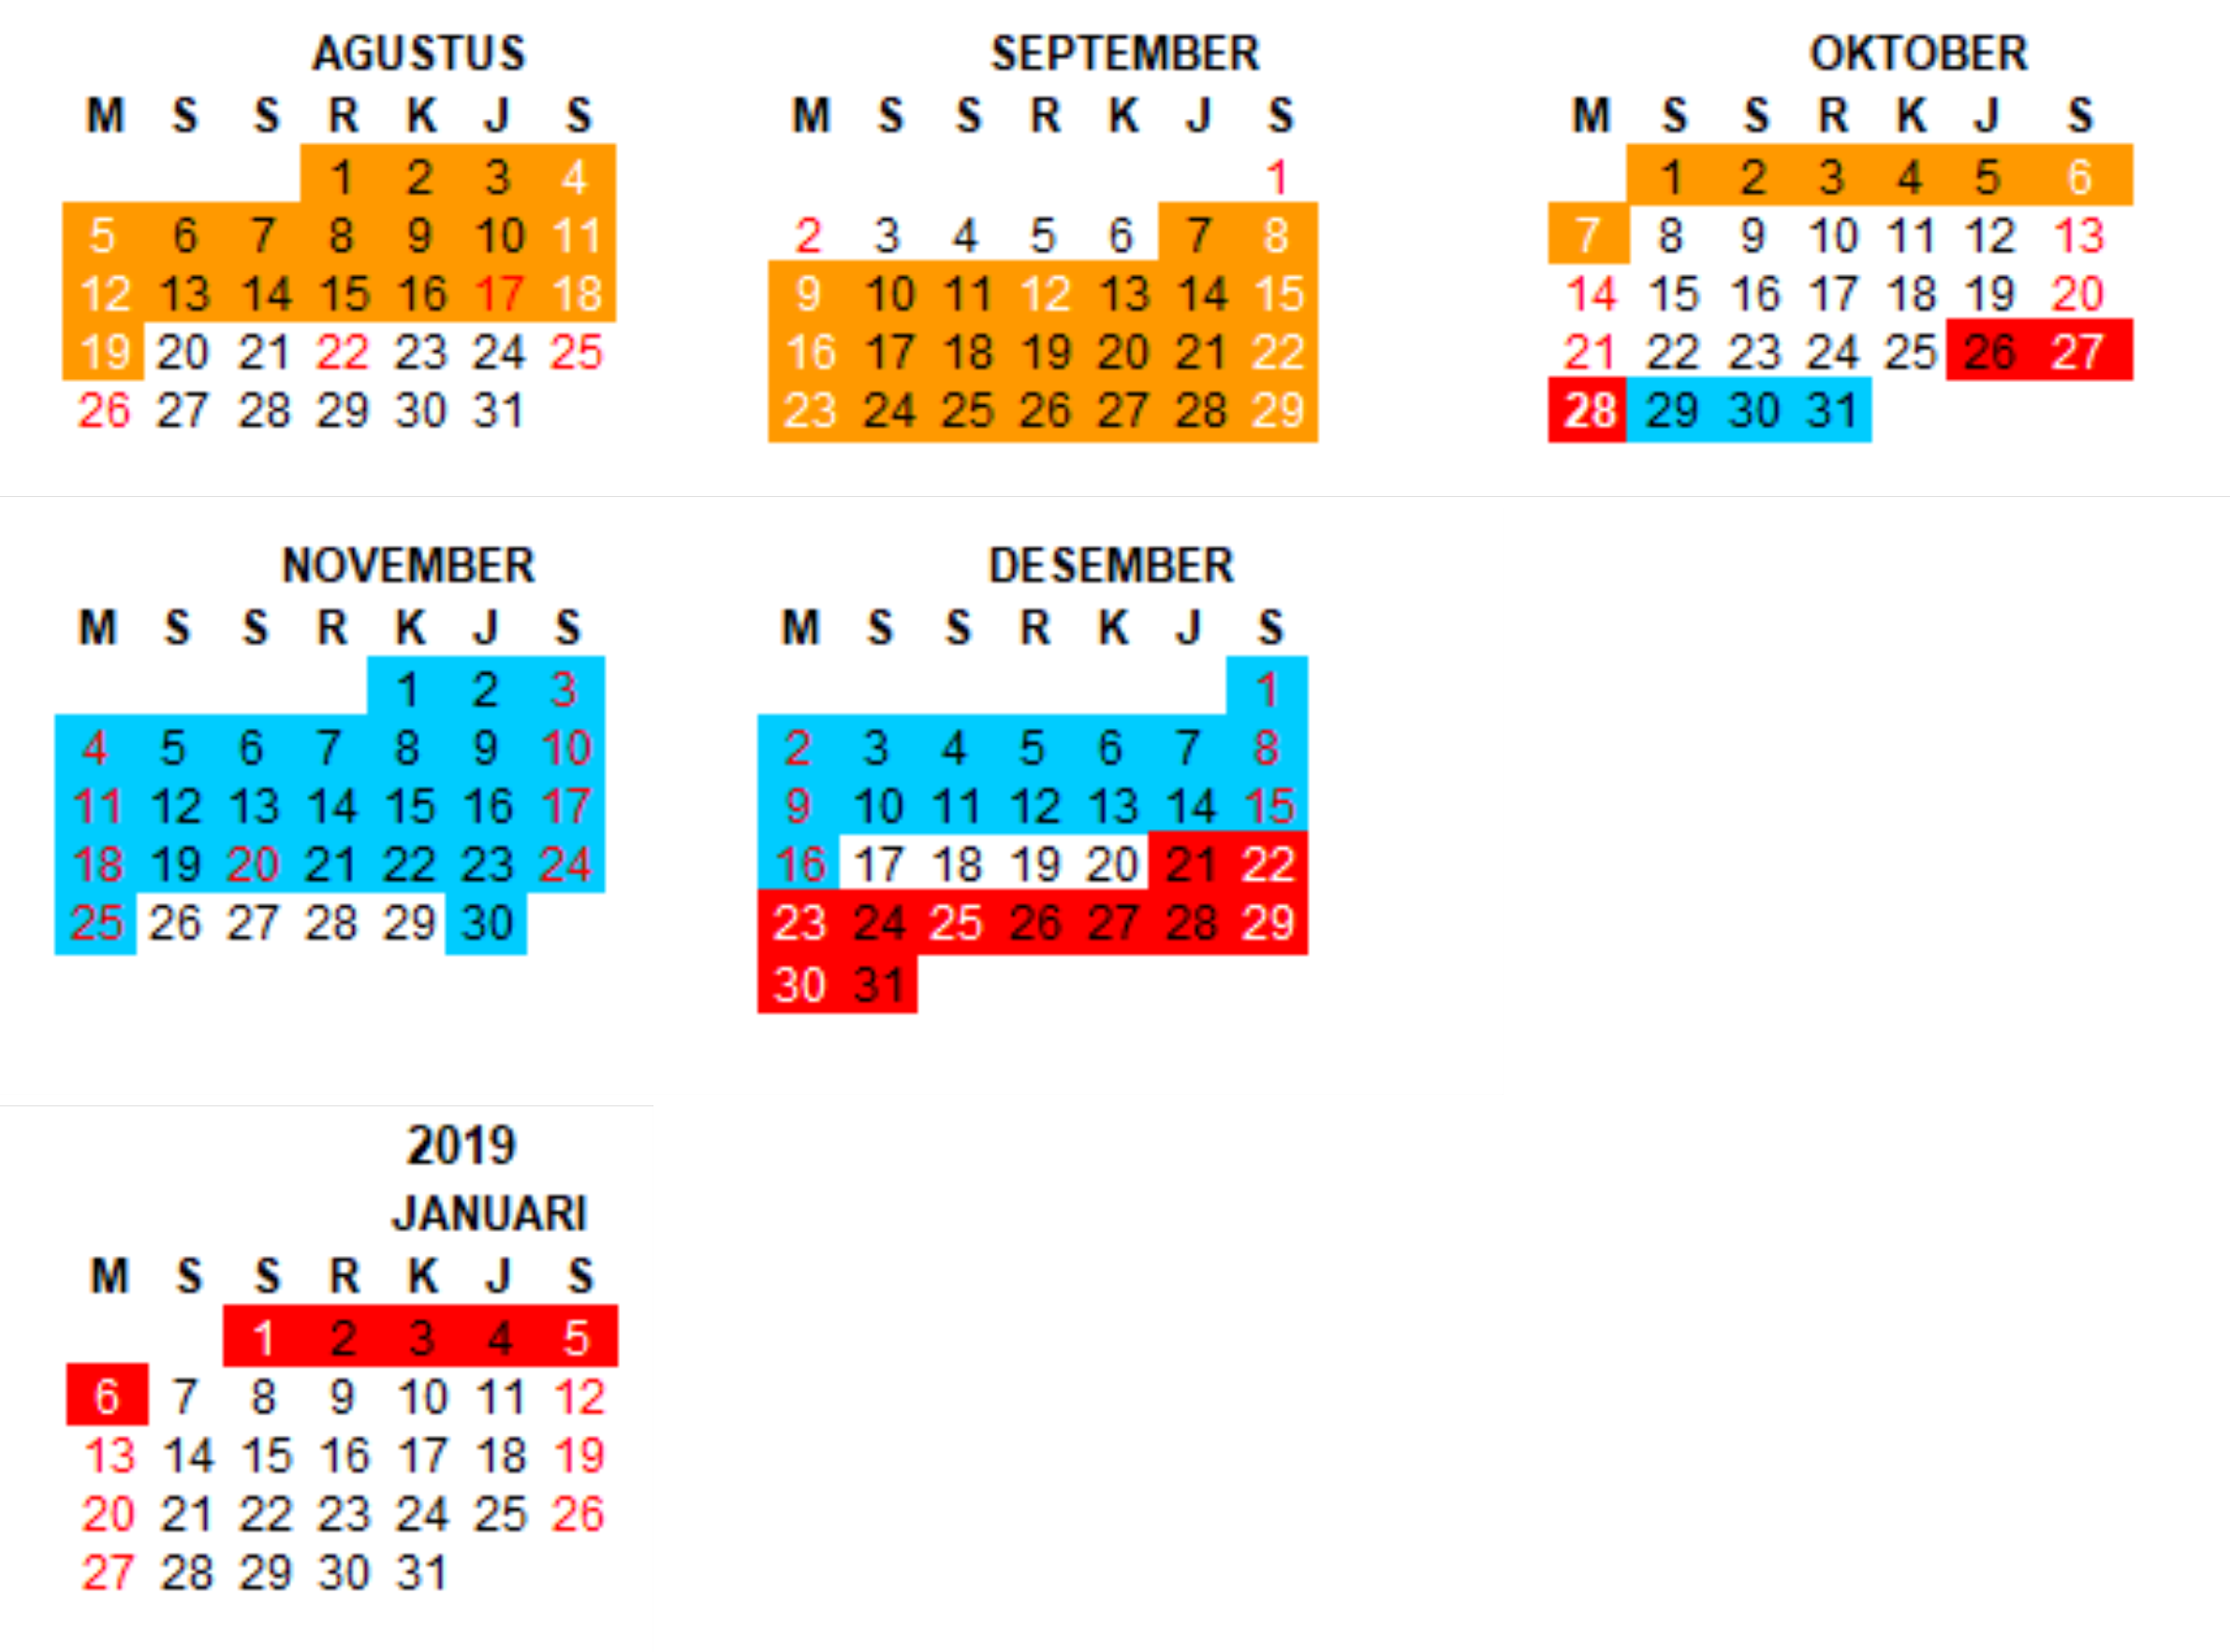 AGUSTUS
M S S R K J S
1 2 3 4
5 6 7 8 9 10 11
12 13 14 15 16 17 18
19 20 21 22 23 24 25
26 27 28 29 30 31
SEPTEMBER
M S S R K J S
1
2 3 4 5 6 7 8
9 10 11 12 13 14 15
16 17 18 19 20 21 22
23 24 25 26 27 28 29
OKTOBER
M S S R K J S
1 2 3 4 5 6
7 8 9 10 11 12 13
14 15 16 17 18 19 20
21 22 23 24 25 26 27
28 29 30 31
NOVEMBER
M S S R K J S
1 2 3
4 5 6 7 8 9 10
11 12 13 14 15 16 17
18 19 20 21 22 23 24
25 26 27 28 29 30
DESEMBER
M S S R K J S
1
2 3 4 5 6 7 8
9 10 11 12 13 14 15
16 17 18 19 20 21 22
23 24 25 26 27 28 29
30 31
2019
JANUARI
M S S R K J S
1 2 3 4 5
6 7 8 9 10 11 12
13 14 15 16 17 18 19
20 21 22 23 24 25 26
27 28 29 30 31